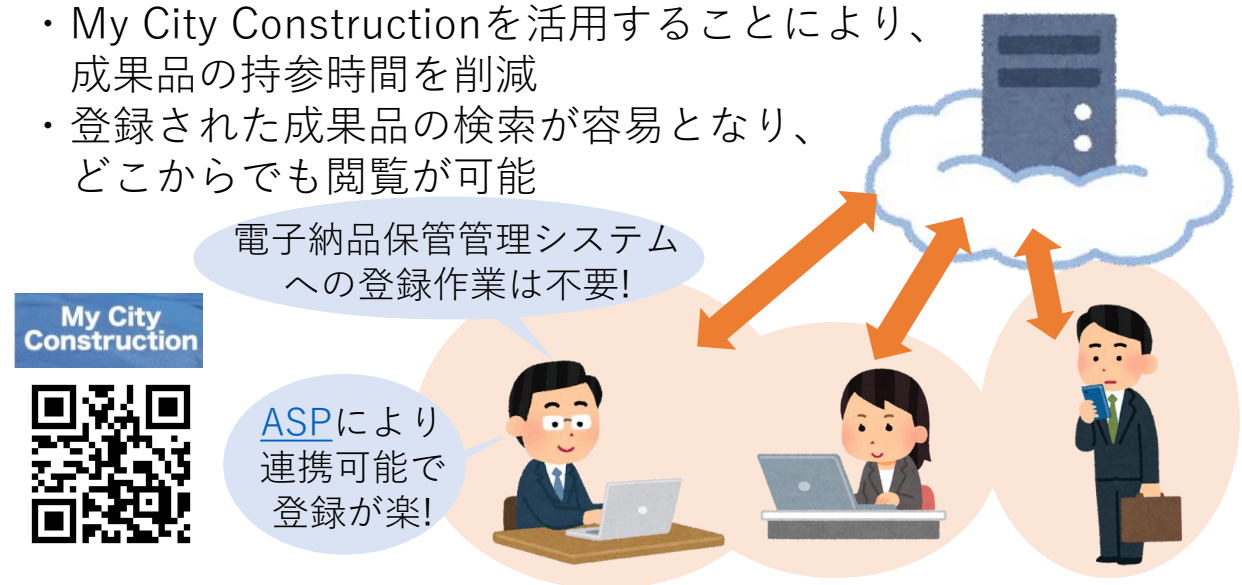 ・My City Constructionを活用することにより、
成果品の持参時間を削減
・登録された成果品の検索が容易となり、
どこからでも閲覧が可能
電子納品保管管理システム
への登録作業は不要!
My City
Construction
ASPにより
連携可能で
登録が楽!